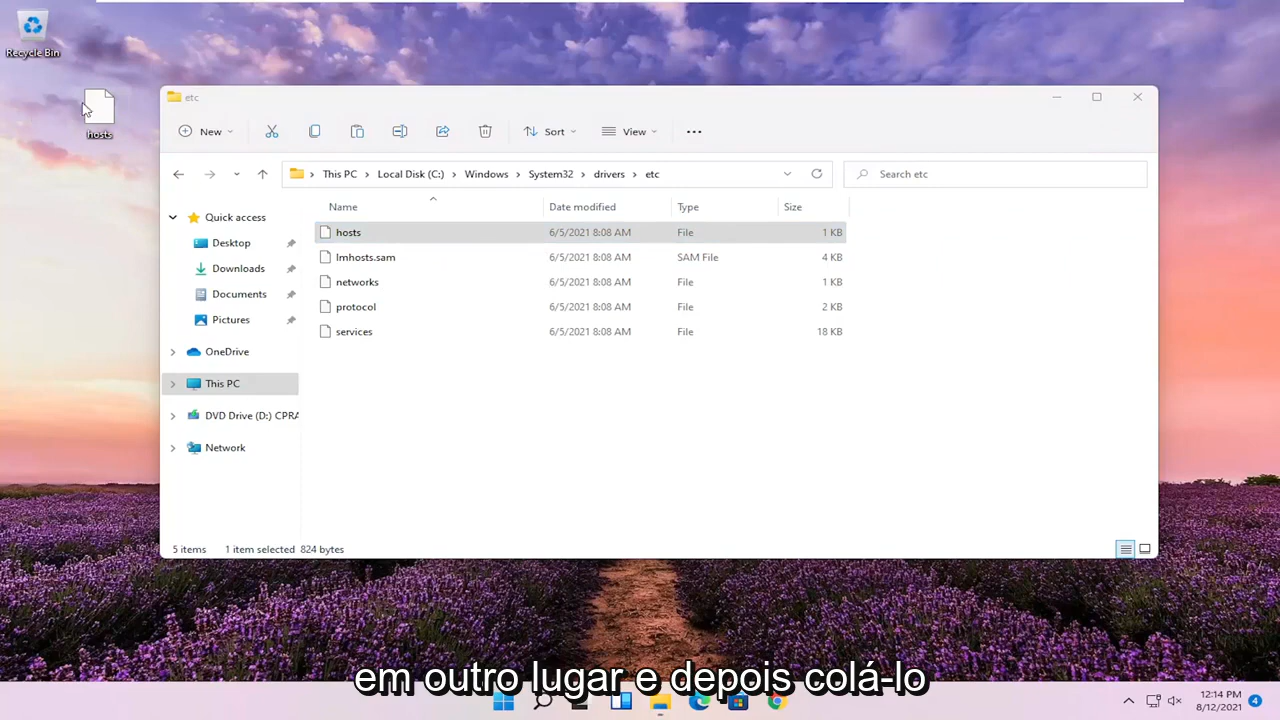 Recycle Bin
hosts
etc
New
Sort
View
This PC
Local Disk (C:)
Windows
System32
drivers
etc
Search etc
Name
Date modified
Type
Size
Quick access
Desktop
Downloads
Documents
Pictures
OneDrive
This PC
DVD Drive (D:) CPRA
Network
hosts 6/5/2021 8:08 AM File 1 KB
lmhosts.sam 6/5/2021 8:08 AM SAM File 4 KB
networks 6/5/2021 8:08 AM File 1 KB
protocol 6/5/2021 8:08 AM File 2 KB
services 6/5/2021 8:08 AM File 18 KB
5 items 1 item selected 824 bytes
em outro lugar e depois colá-lo
12:14 PM
8/12/2021
4